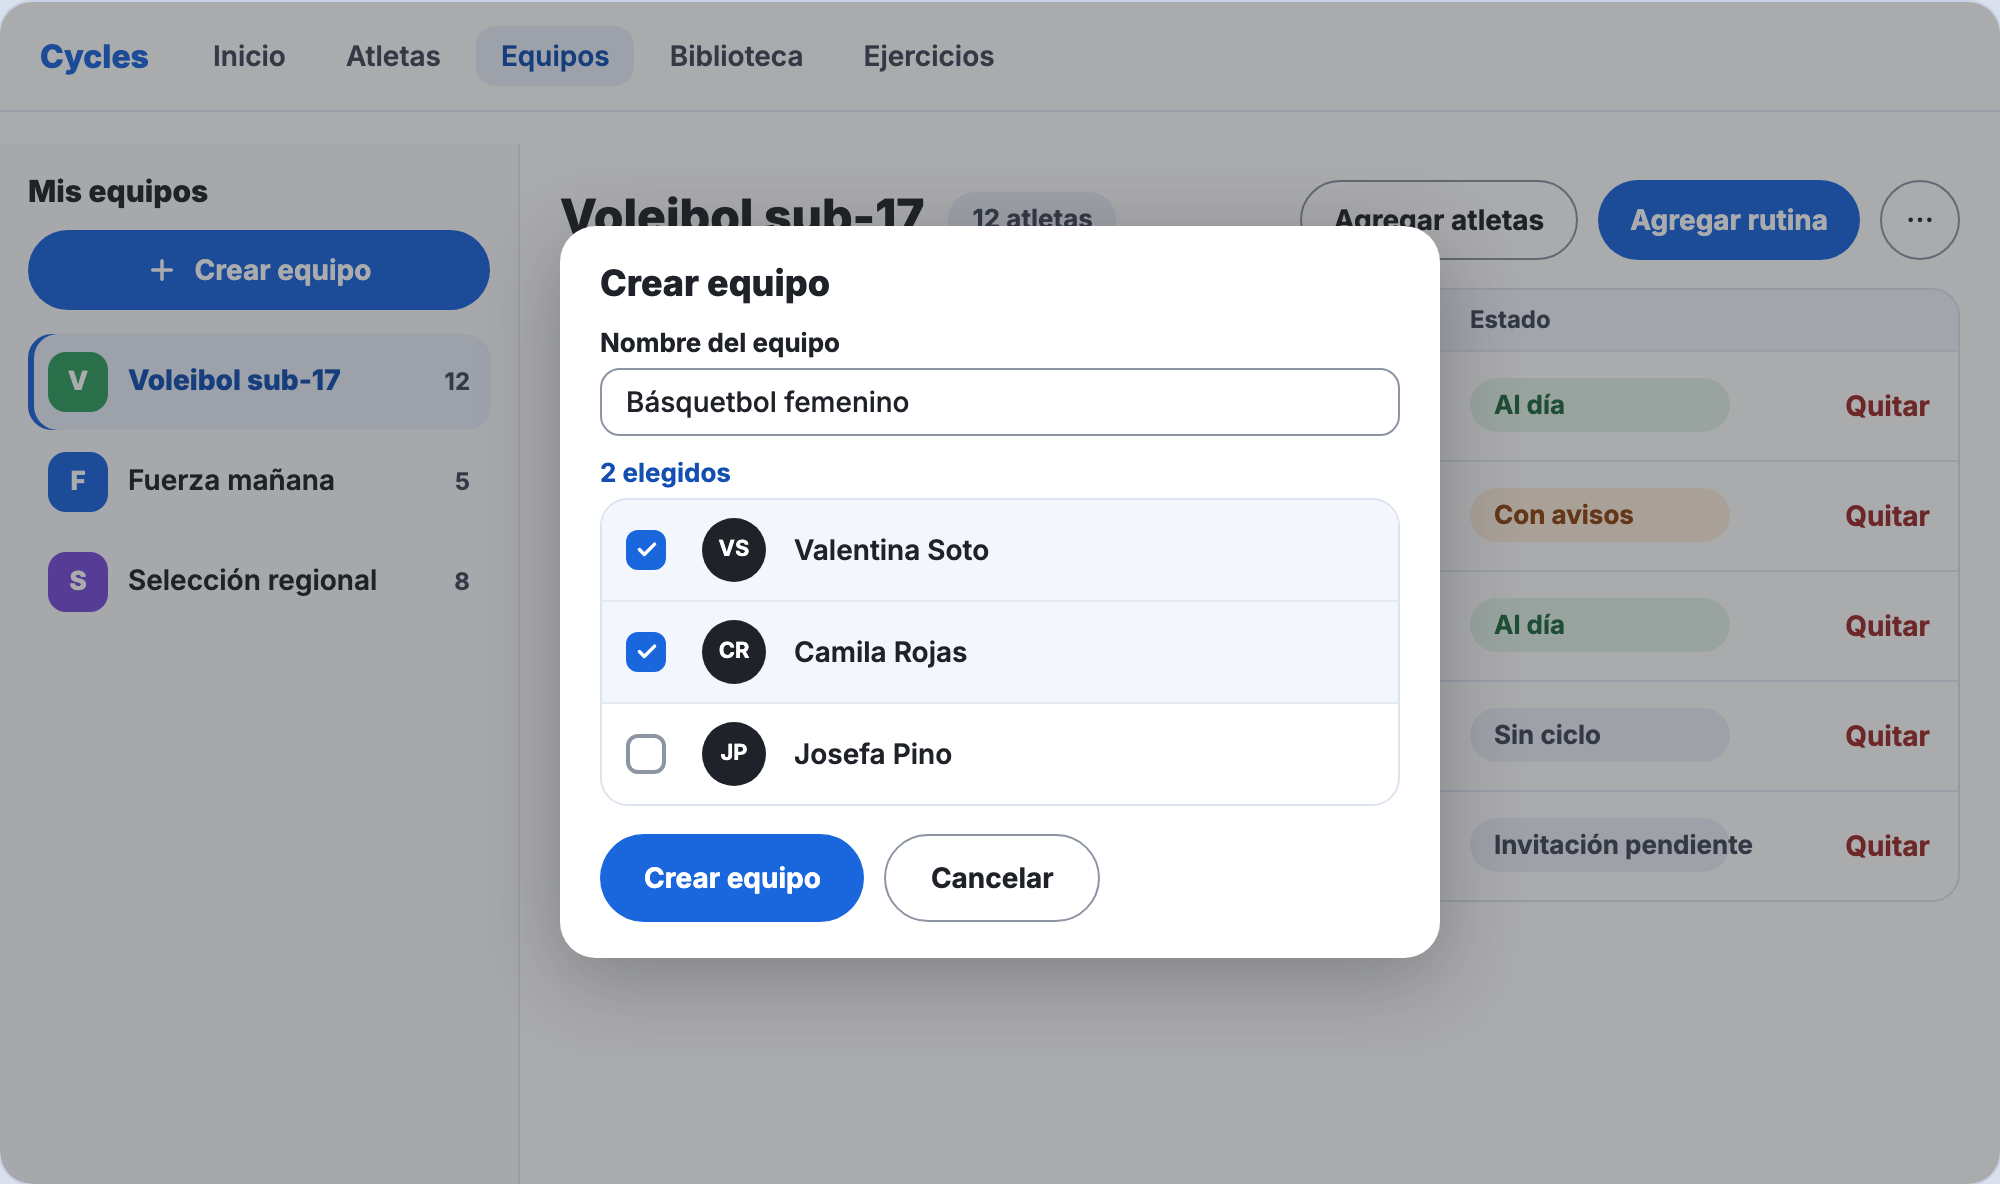 Cycles Inicio Atletas Equipos Biblioteca Ejercicios
Mis equipos
+ Crear equipo
V Voleibol sub-17 12
F Fuerza mañana 5
S Selección regional 8
Voleibol sub-17 12 atletas Agregar atletas Agregar rutina ...
Crear equipo
Nombre del equipo
Básquetbol femenino
2 elegidos
VS Valentina Soto
CR Camila Rojas
JP Josefa Pino
Crear equipo Cancelar
Estado
Al día Quitar
Con avisos Quitar
Al día Quitar
Sin ciclo Quitar
Invitación pendiente Quitar